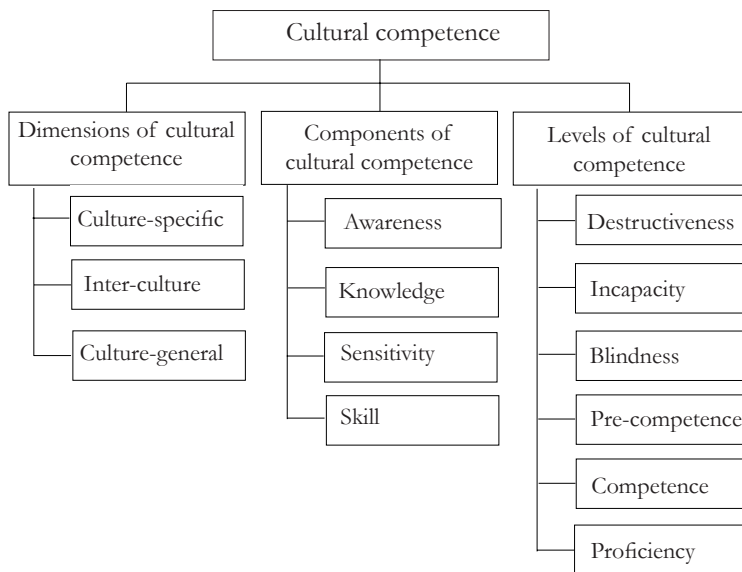 Cultural competence
Dimensions of cultural
competence
Culture-specific
Inter-culture
Culture-general
Components of
cultural competence
Awareness
Knowledge
Sensitivity
Skill
Levels of cultural
competence
Destructiveness
Incapacity
Blindness
Pre-competence
Competence
Proficiency